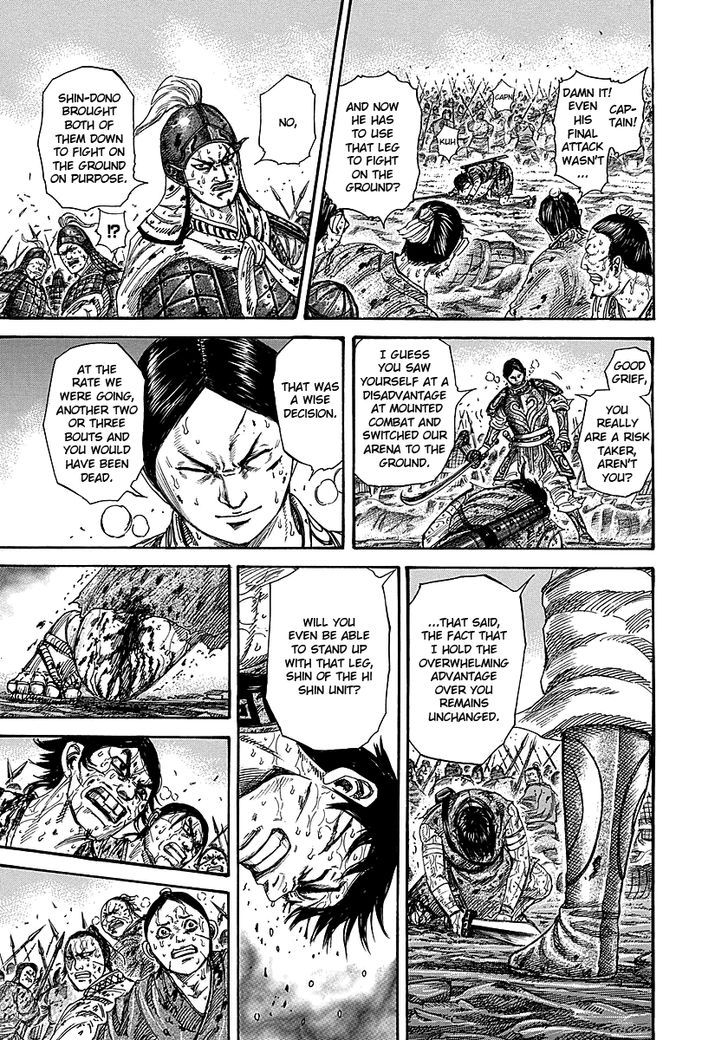 DAMN IT!
EVEN
HIS
FINAL
ATTACK
WASN'T
...
CAP-
TAIN!
CAPN
KUH
AND NOW
HE HAS
TO USE
THAT LEG
TO FIGHT
ON THE
GROUND?
NO,
SHIN-DONO
BROUGHT
BOTH OF
THEM DOWN
TO FIGHT
ON THE
GROUND
ON PURPOSE.
!?
GOOD
GRIEF,
YOU
REALLY
ARE A RISK
TAKER,
AREN'T
YOU?
I GUESS
YOU SAW
YOURSELF AT A
DISADVANTAGE
AT MOUNTED
COMBAT AND
SWITCHED OUR
ARENA TO THE
GROUND.
THAT WAS
A WISE
DECISION.
AT THE
RATE WE
WERE GOING,
ANOTHER TWO
OR THREE
BOUTS AND
YOU WOULD
HAVE BEEN
DEAD.
...THAT SAID,
THE FACT THAT
I HOLD THE
OVERWHELMING
ADVANTAGE
OVER YOU
REMAINS
UNCHANGED.
WILL YOU
EVEN BE ABLE
TO STAND UP
WITH THAT LEG,
SHIN OF THE HI
SHIN UNIT?